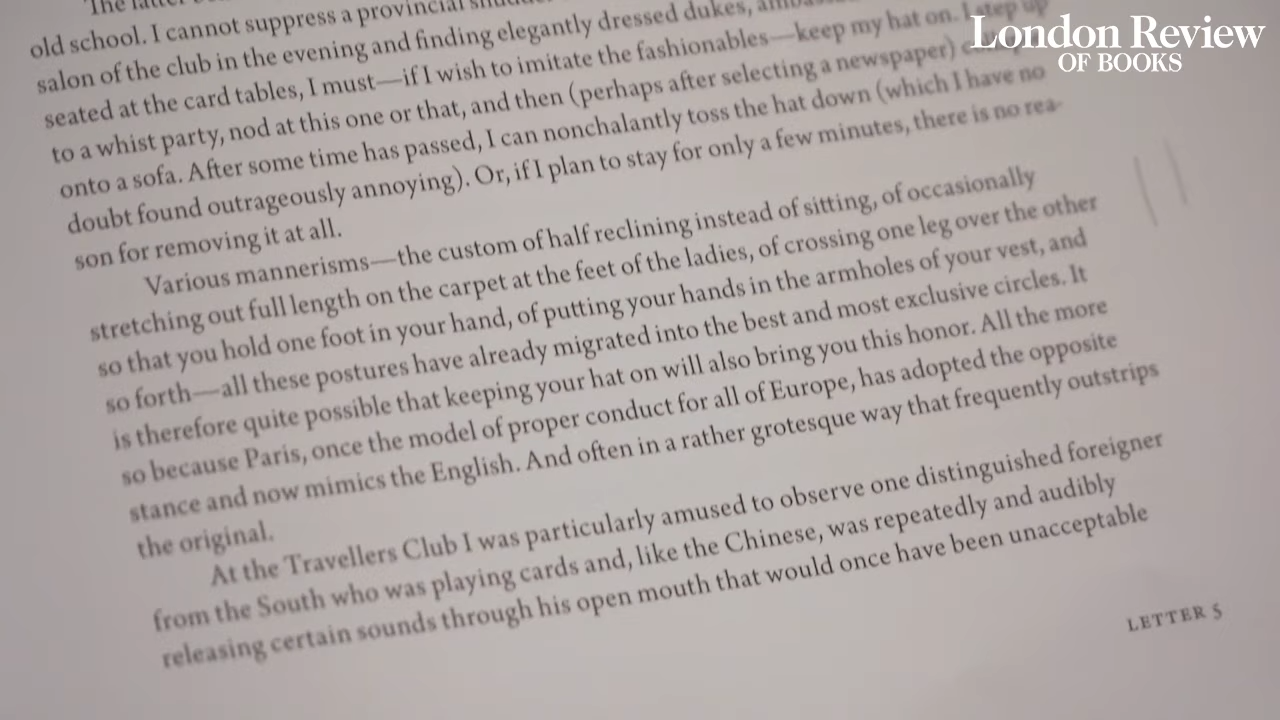 The latter
old school. I cannot suppress a provincial
salon of the club in the evening and finding elegantly dressed dukes,
seated at the card tables, I must—if I wish to imitate the fashionables—keep my hat on. I step up
to a whist party, nod at this one or that, and then (perhaps after selecting a newspaper)
onto a sofa. After some time has passed, I can nonchalantly toss the hat down (which I have no
doubt found outrageously annoying). Or, if I plan to stay for only a few minutes, there is no rea-
son for removing it at all.
Various mannerisms—the custom of half reclining instead of sitting, of occasionally
stretching out full length on the carpet at the feet of the ladies, of crossing one leg over the other
so that you hold one foot in your hand, of putting your hands in the armholes of your vest, and
so forth—all these postures have already migrated into the best and most exclusive circles. It
is therefore quite possible that keeping your hat on will also bring you this honor. All the more
so because Paris, once the model of proper conduct for all of Europe, has adopted the opposite
stance and now mimics the English. And often in a rather grotesque way that frequently outstrips
the original.
At the Travellers Club I was particularly amused to observe one distinguished foreigner
from the South who was playing cards and, like the Chinese, was repeatedly and audibly
releasing certain sounds through his open mouth that would once have been unacceptable
LETTER 5
London Review
OF BOOKS